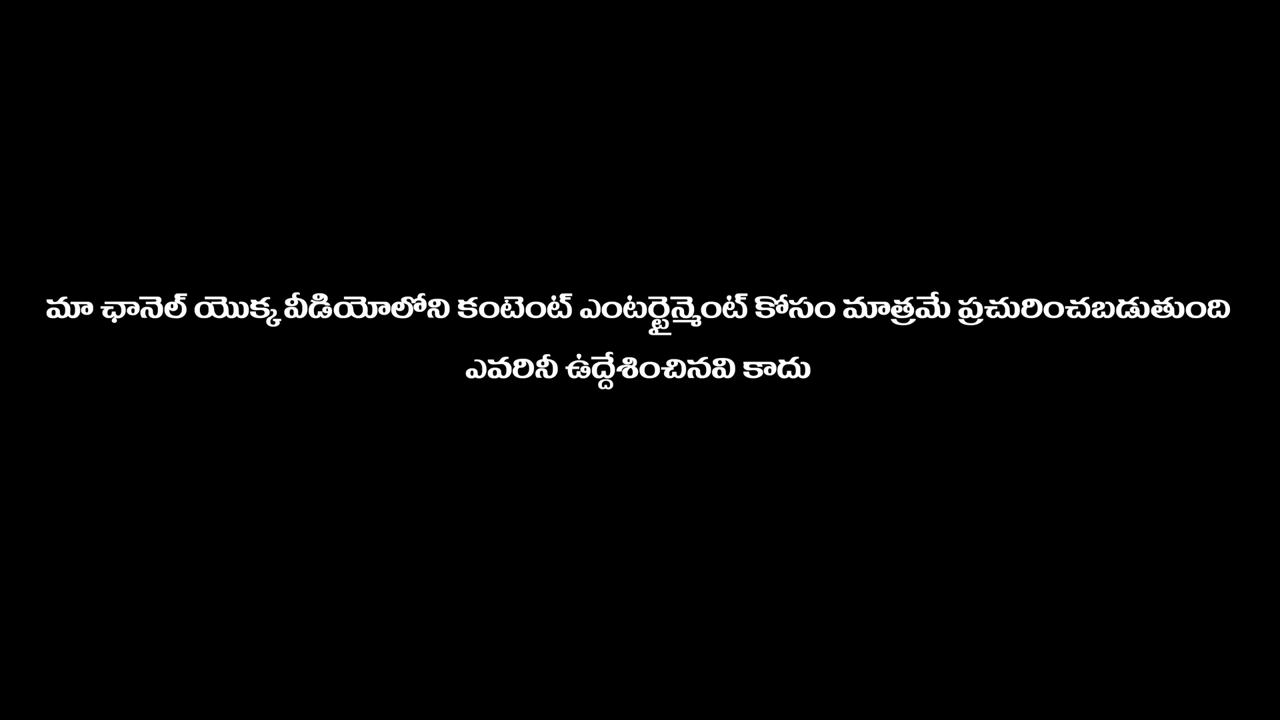 మా ఛానెల్ యొక్క వీడియోలోని కంటెంట్ ఎంటర్టైన్మెంట్ కోసం మాత్రమే ప్రచురించబడుతుంది
ఎవరినీ ఉద్దేశించినవి కాదు